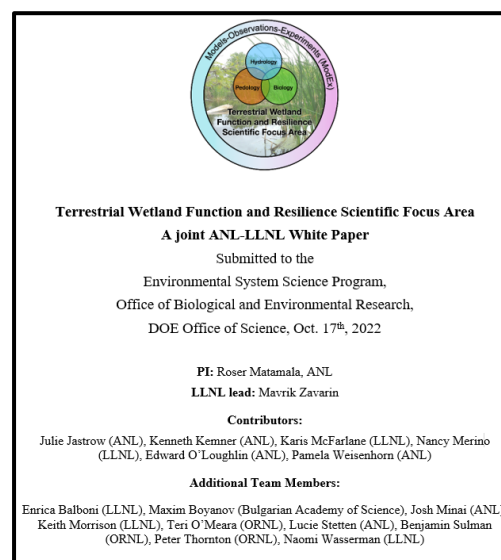 Models-Observations-Experiments (ModEx)
Hydrology
Pedology
Biology
Terrestrial Wetland
Function and Resilience
Scientific Focus Area
Terrestrial Wetland Function and Resilience Scientific Focus Area
A joint ANL-LLNL White Paper
Submitted to the
Environmental System Science Program,
Office of Biological and Environmental Research,
DOE Office of Science, Oct. 17th, 2022
PI: Roser Matamala, ANL
LLNL lead: Mavrik Zavarin
Contributors:
Julie Jastrow (ANL), Kenneth Kemner (ANL), Karis McFarlane (LLNL), Nancy Merino
(LLNL), Edward O'Loughlin (ANL), Pamela Weisenhorn (ANL)
Additional Team Members:
Enrica Balboni (LLNL), Maxim Boyanov (Bulgarian Academy of Science), Josh Minai (ANL)
Keith Morrison (LLNL), Teri O'Meara (ORNL), Lucie Stetten (ANL), Benjamin Sulman
(ORNL), Peter Thornton (ORNL), Naomi Wasserman (LLNL)